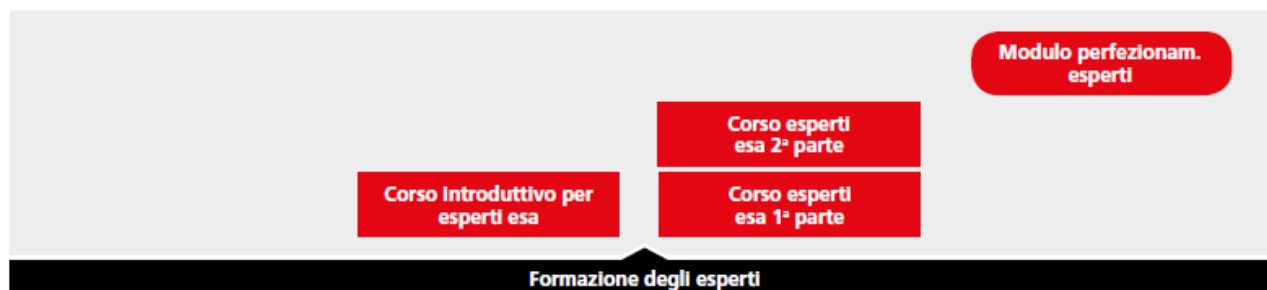 Modulo perfezionam.
esperti
Corso esperti
esa 2ª parte
Corso introduttivo per
esperti esa
Corso esperti
esa 1ª parte
Formazione degli esperti